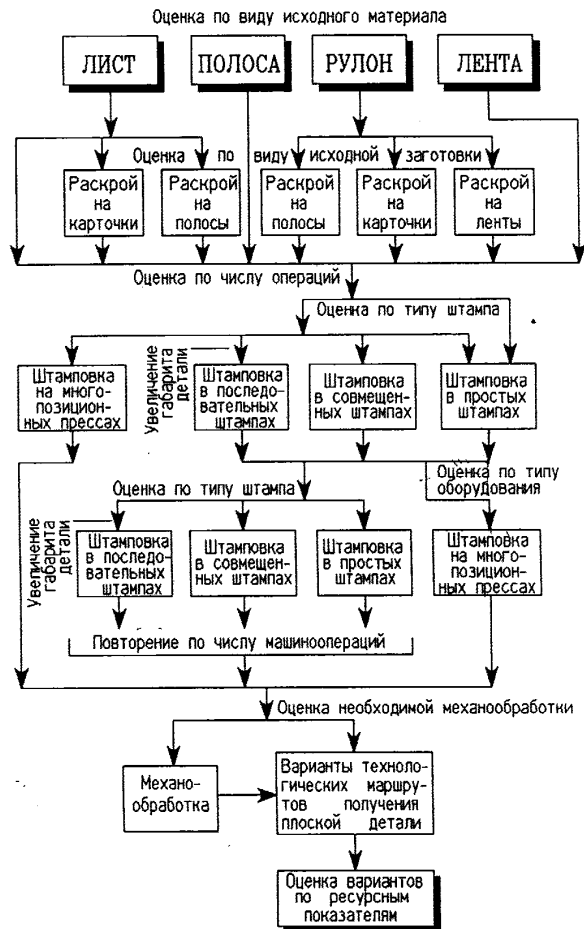 Оценка по виду исходного материала
ЛИСТ
ПОЛОСА
РУЛОН
ЛЕНТА
Оценка по виду исходной заготовки
Раскрой
на
карточки
Раскрой
на
полосы
Раскрой
на
полосы
Раскрой
на
карточки
Раскрой
на
ленты
Оценка по числу операций
Оценка по типу штампа
Увеличение
габарита
детали
Штамповка
на много-
позицион-
ных прессах
Штамповка
в последо-
вательных
штампах
Штамповка
в совмещен-
ных штампах
Штамповка
в простых
штампах
Оценка по типу
оборудования
Оценка по типу штампа
Увеличение
габарита
детали
Штамповка
в последо-
вательных
штампах
Штамповка
в совмещен-
ных штампах
Штамповка
в простых
штампах
Штамповка
на много-
позицион-
ных прессах
Повторение по числу машиноопераций
Оценка необходимой механообработки
Механо-
обработка
Варианты техноло-
гических маршру-
тов получения
плоской детали
Оценка вариантов
по ресурсным
показателям